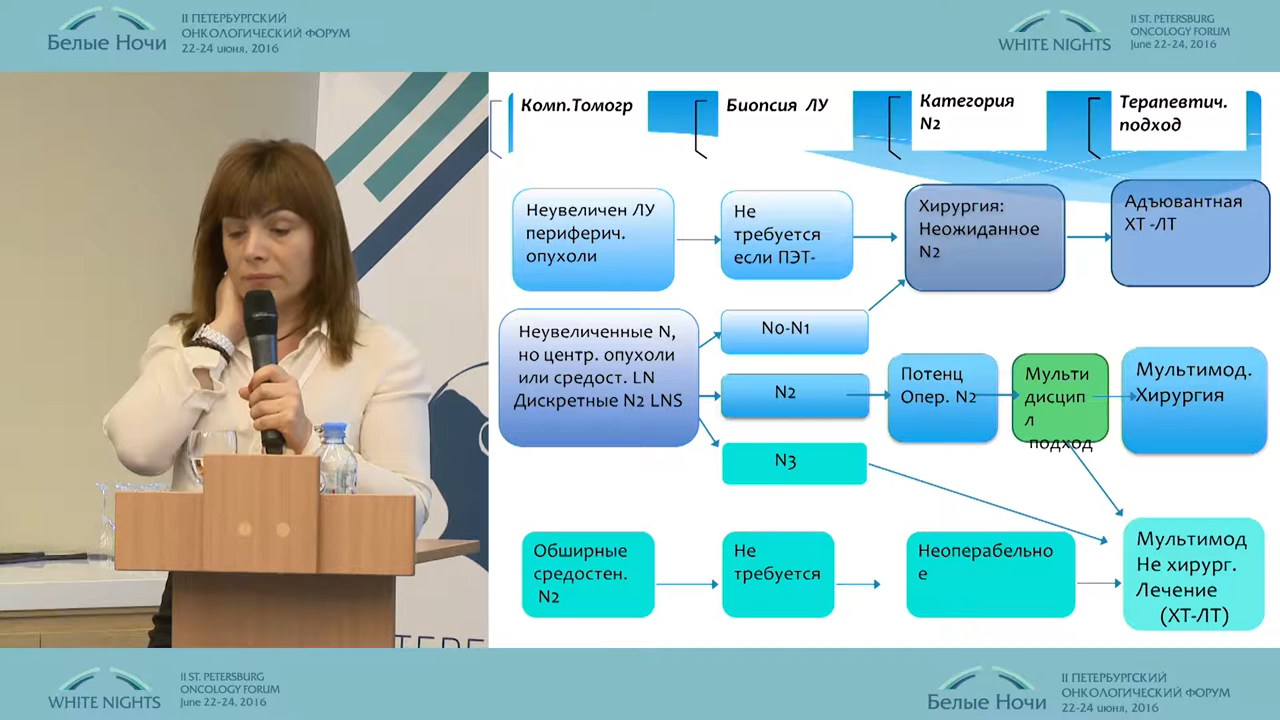 II ПЕТЕРБУРГСКИЙ
ОНКОЛОГИЧЕСКИЙ ФОРУМ
22-24 июня, 2016
Белые Ночи
II ST. PETERSBURG
ONCOLOGY FORUM
June 22-24, 2016
WHITE NIGHTS
Комп.Томогр
Биопсия ЛУ
Категория
N2
Терапевтич.
подход
Неувеличен ЛУ
перифeрич.
опухоли
Не
требуется
если ПЭТ-
Хирургия:
Неожиданное
N2
Адъювантная
ХТ -ЛТ
Неувеличенные N,
но центр. опухоли
или средост. LN
Дискретные N2 LNS
N0-N1
N2
N3
Потенц
Опер. N2
Мульти
дисцип
л
подход
Мультимод.
Хирургия
Обширные
средостен.
N2
Не
требуется
Неоперабельно
е
Мультимод
Не хирург.
Лечение
(ХТ-ЛТ)
WHITE NIGHTS
II ST. PETERSBURG
ONCOLOGY FORUM
June 22-24, 2016
Белые Ночи
II ПЕТЕРБУРГСКИЙ
ОНКОЛОГИЧЕСКИЙ ФОРУМ
22-24 июня, 2016